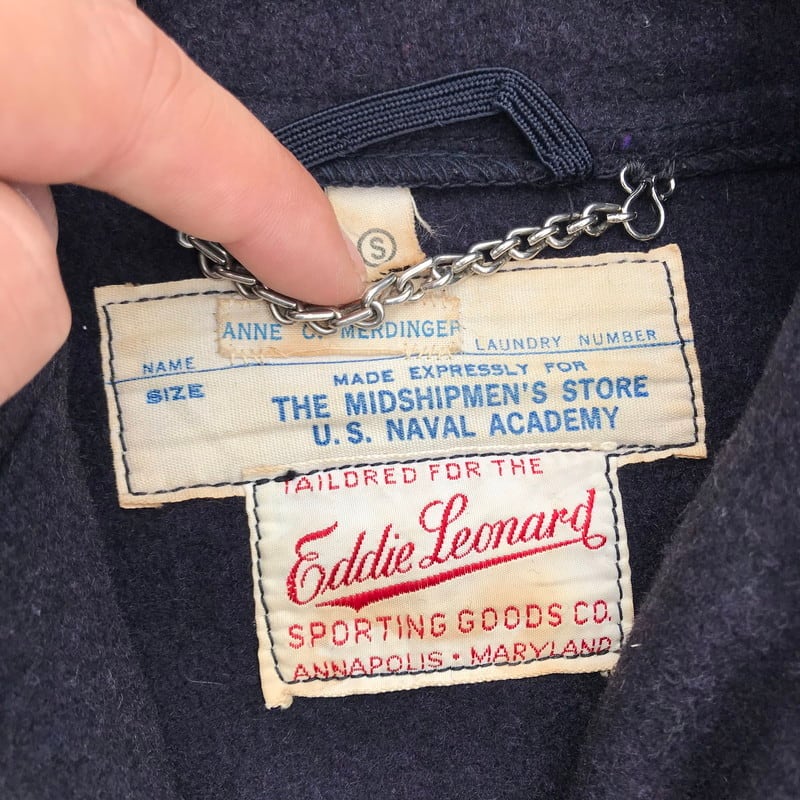 S
ANNE C. MERDINGER
NAME
LAUNDRY NUMBER
SIZE
MADE EXPRESSLY FOR
THE MIDSHIPMEN'S STORE
U.S. NAVAL ACADEMY
TAILORED FOR THE
Eddie Leonard
SPORTING GOODS CO.
ANNAPOLIS • MARYLAND